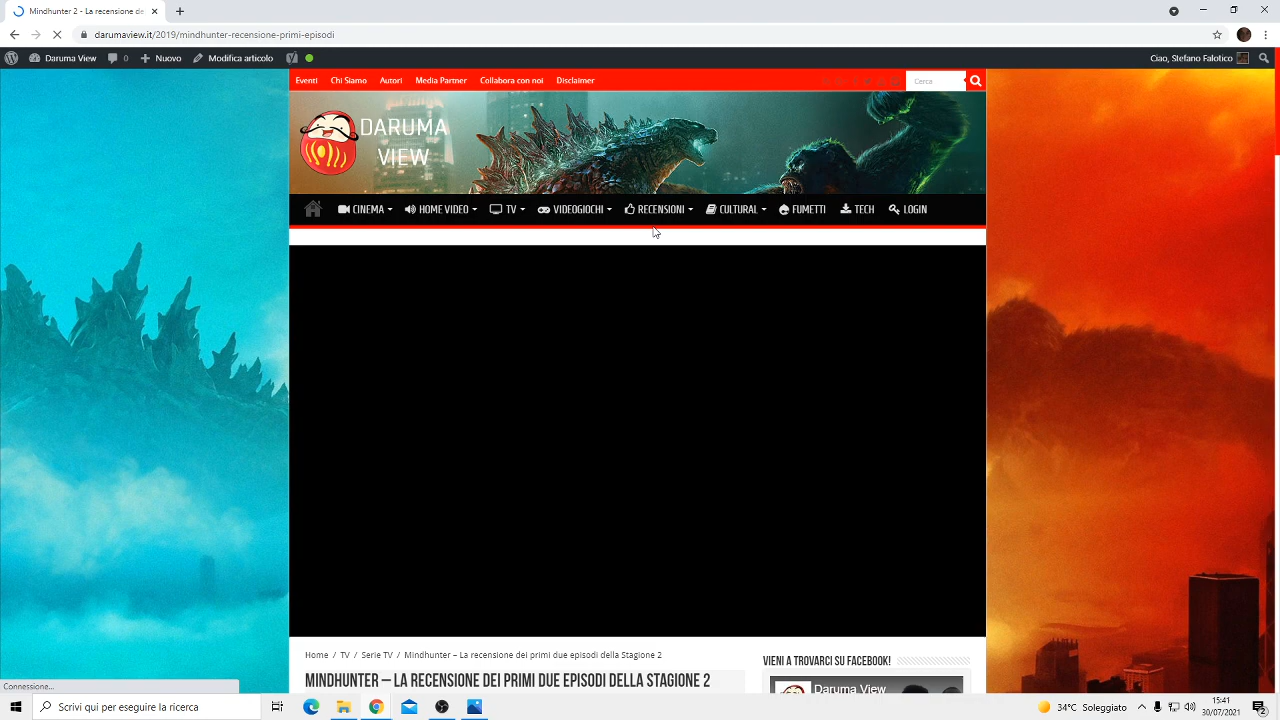 Mindhunter - recension
darumaview.it/2019/mindhunter-recensione-primi-episodi
Daruma View 0 Nuovo Modifica articolo
Ciao, Stefano Falotico
Eventi Chi Siamo Autori Media Partner Collabora con noi Disclaimer
Cerca
DARUMA
VIEW
CINEMA HOME VIDEO TV VIDEOGIOCHI RECENSIONI CULTURAL FUMETTI TECH LOGIN
Home / TV / Serie TV / Mindhunter – La recensione dei primi due episodi della Stagione 2
MINDHUNTER – LA RECENSIONE DEI PRIMI DUE EPISODI DELLA STAGIONE 2
VIENI A TROVARCI SU FACEBOOK!
Daruma View
Connessione...
Scrivi qui per eseguire la ricerca
34°C Soleggiato
15:41
30/07/2021
2